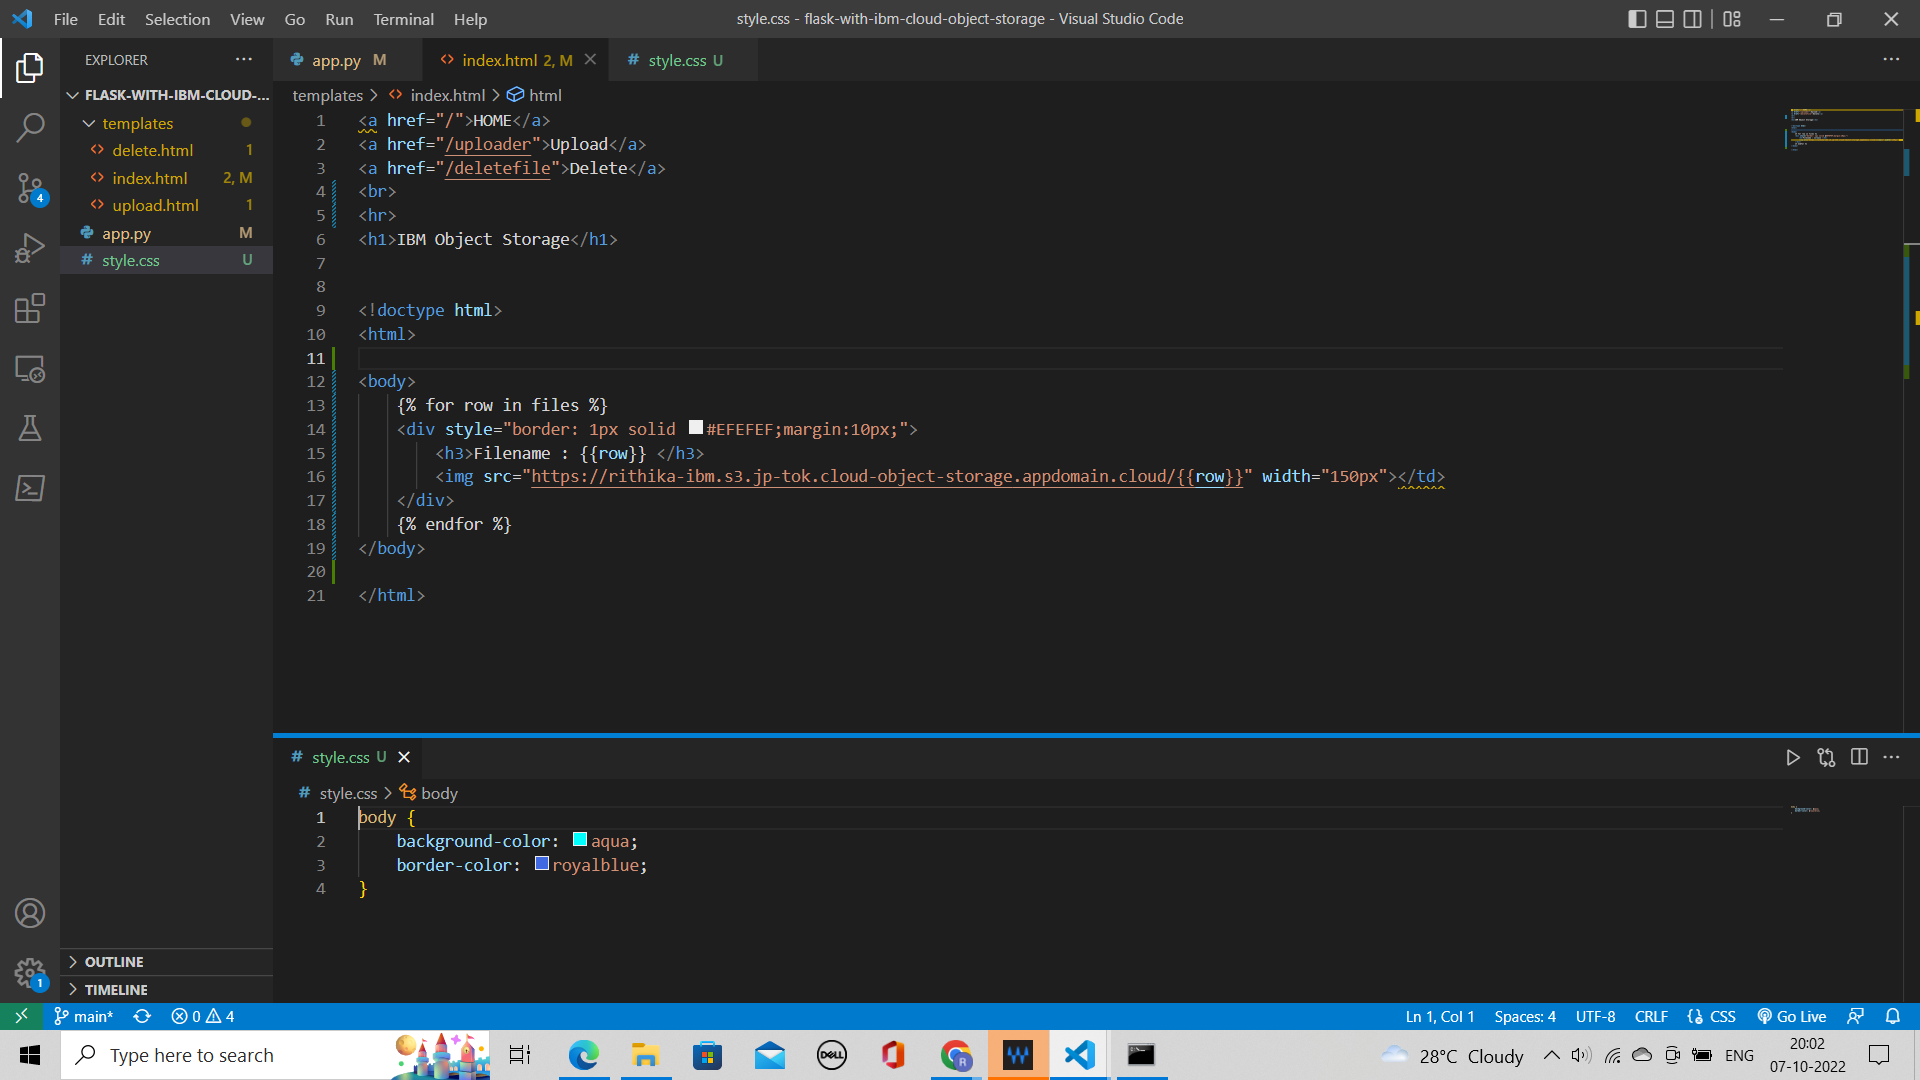 File Edit Selection View Go Run Terminal Help
style.css - flask-with-ibm-cloud-object-storage - Visual Studio Code
EXPLORER
FLASK-WITH-IBM-CLOUD-...
templates
delete.html 1
index.html 2, M
upload.html 1
app.py M
# style.css U
OUTLINE
TIMELINE
4
1
app.py M
index.html 2, M
# style.css U
templates > index.html > html
1 <a href="/">HOME</a>
2 <a href="/uploader">Upload</a>
3 <a href="/deletefile">Delete</a>
4 <br>
5 <hr>
6 <h1>IBM Object Storage</h1>
7
8
9 <!doctype html>
10 <html>
11
12 <body>
13 {% for row in files %}
14 <div style="border: 1px solid #EFEFEF;margin:10px;">
15 <h3>Filename : {{row}} </h3>
16 <img src="https://rithika-ibm.s3.jp-tok.cloud-object-storage.appdomain.cloud/{{row}}" width="150px"></td>
17 </div>
18 {% endfor %}
19 </body>
20
21 </html>
# style.css U
# style.css > body
1 body {
2 background-color: aqua;
3 border-color: royalblue;
4 }
main* 0 4
Ln 1, Col 1 Spaces: 4 UTF-8 CRLF {} CSS Go Live
Type here to search
DELL
R
28°C Cloudy
ENG
20:02
07-10-2022